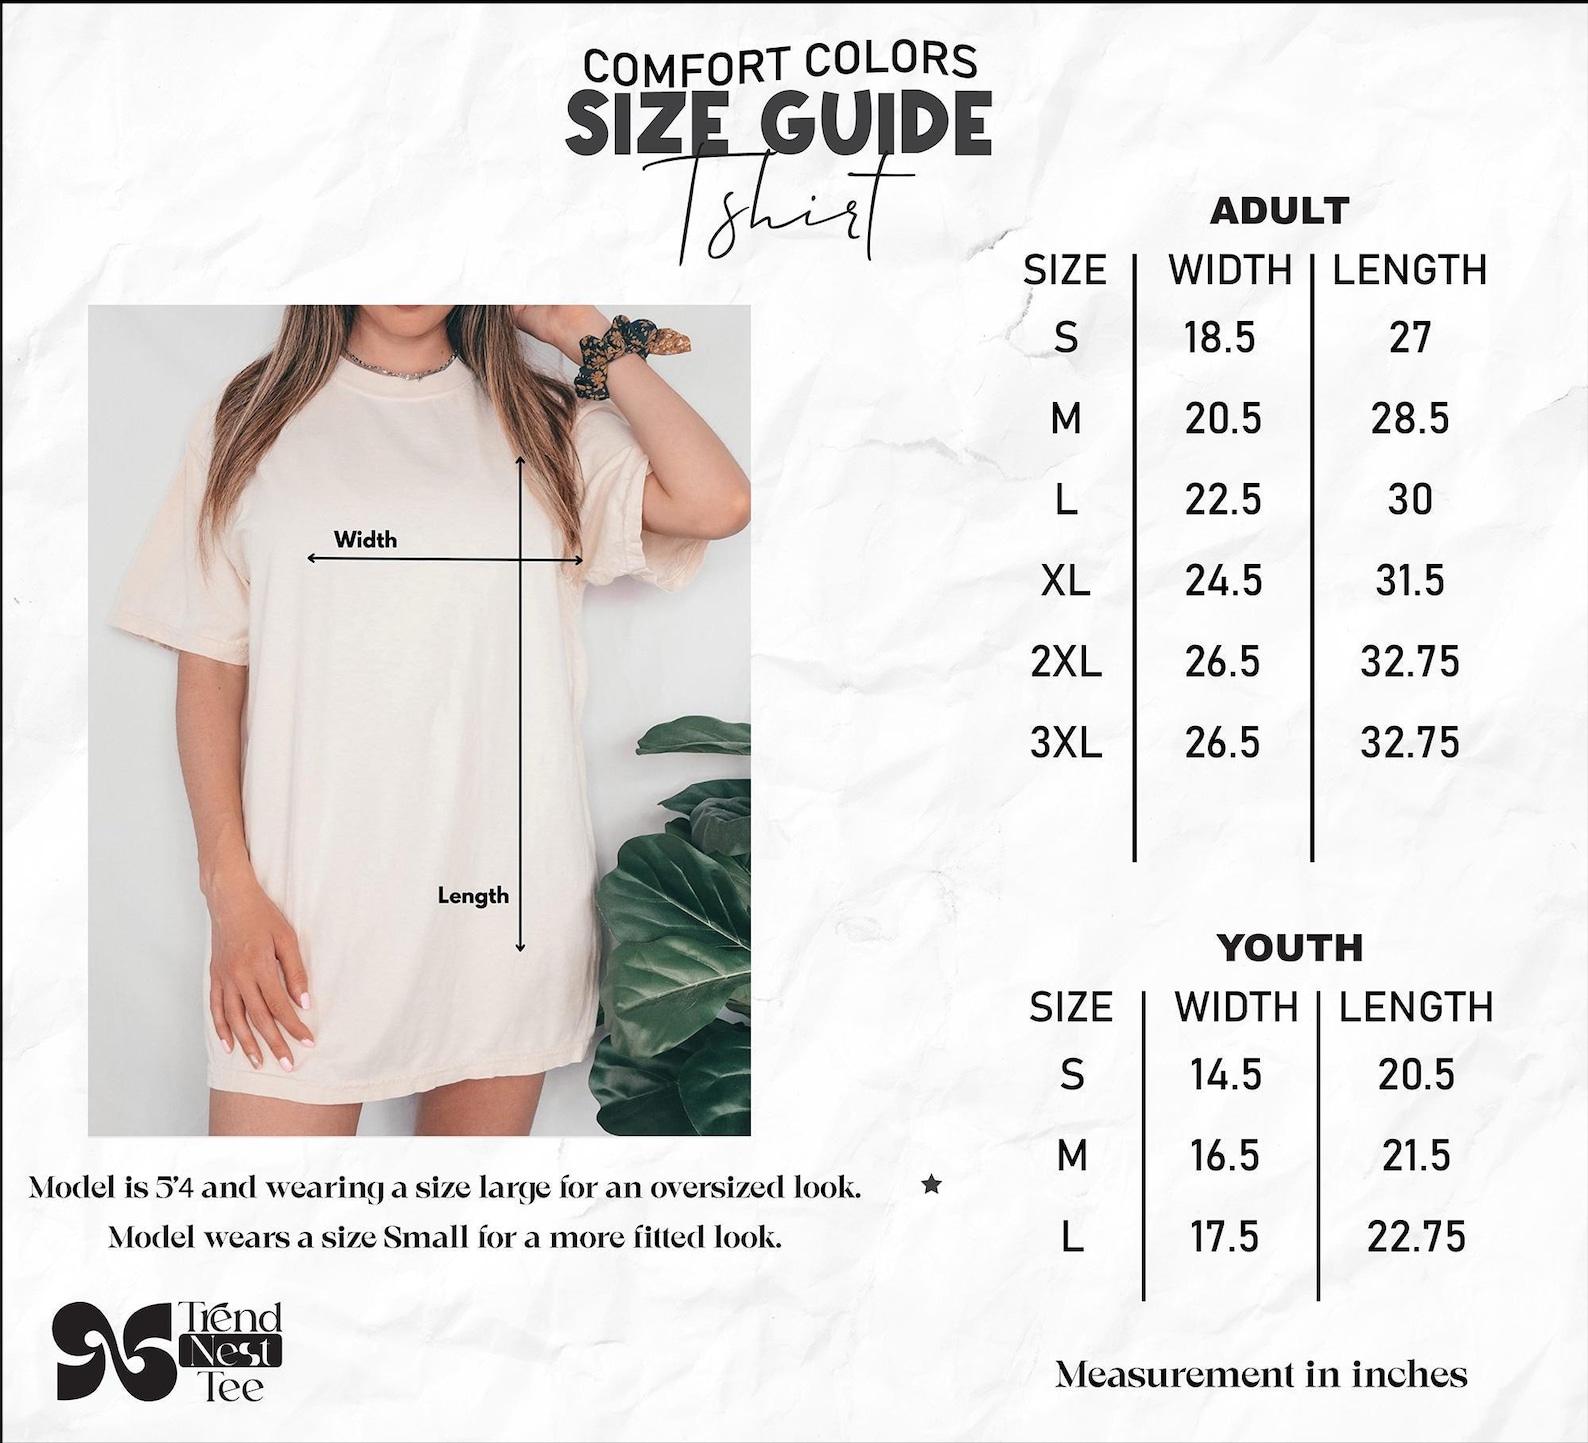 COMFORT COLORS
SIZE GUIDE
Tshirt
ADULT
SIZE WIDTH LENGTH
S 18.5 27
M 20.5 28.5
L 22.5 30
XL 24.5 31.5
2XL 26.5 32.75
3XL 26.5 32.75
Width
Length
YOUTH
SIZE WIDTH LENGTH
S 14.5 20.5
M 16.5 21.5
L 17.5 22.75
Model is 5'4 and wearing a size large for an oversized look.
Model wears a size Small for a more fitted look.
Trend
Nest
Tee
Measurement in inches